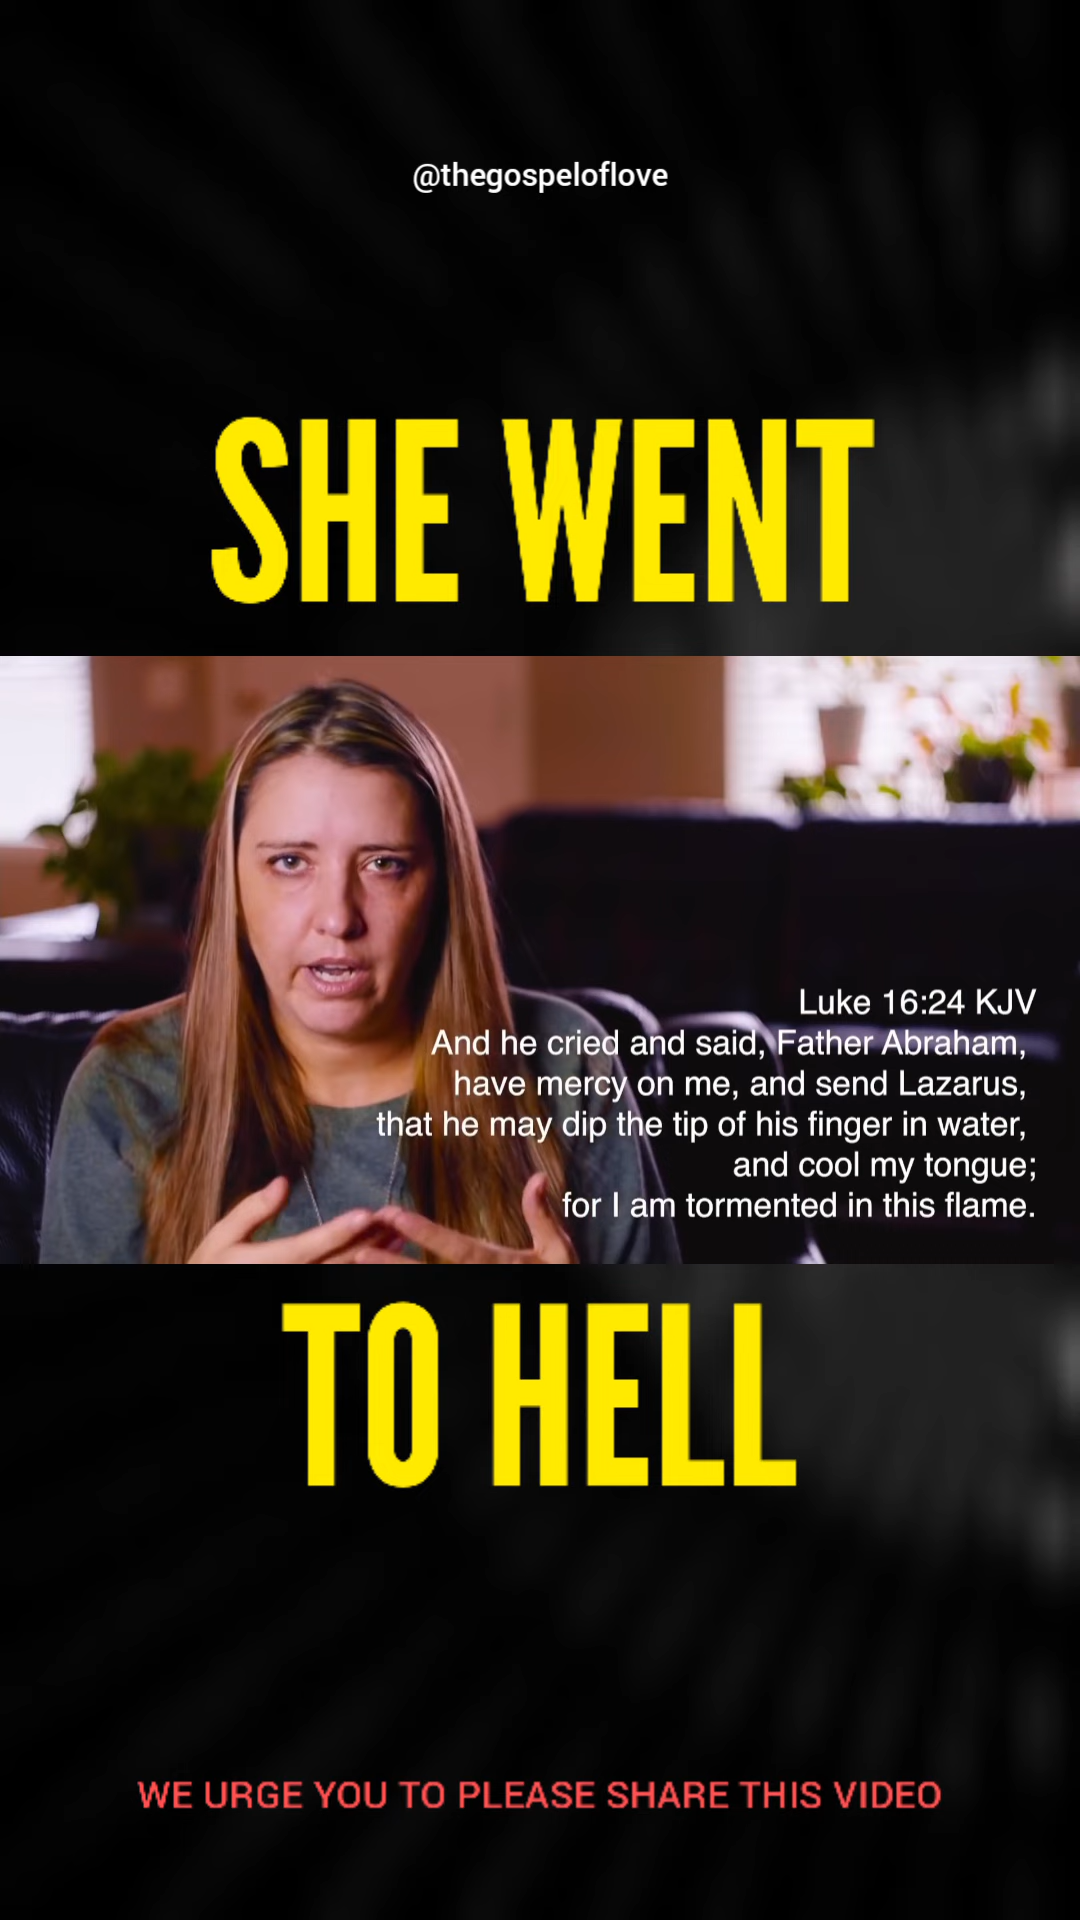 @thegospeloflove
SHE WENT
Luke 16:24 KJV
And he cried and said, Father Abraham,
have mercy on me, and send Lazarus,
that he may dip the tip of his finger in water,
and cool my tongue;
for I am tormented in this flame.
TO HELL
WE URGE YOU TO PLEASE SHARE THIS VIDEO